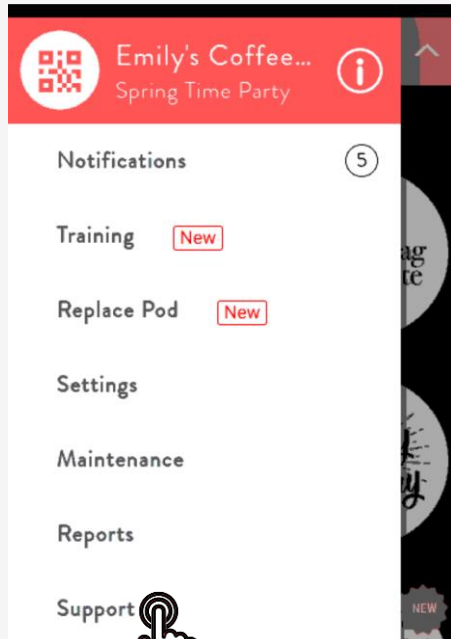 Emily's Coffee...
Spring Time Party
Notifications
5
Training
New
Replace Pod
New
Settings
Maintenance
Reports
Support
NEW